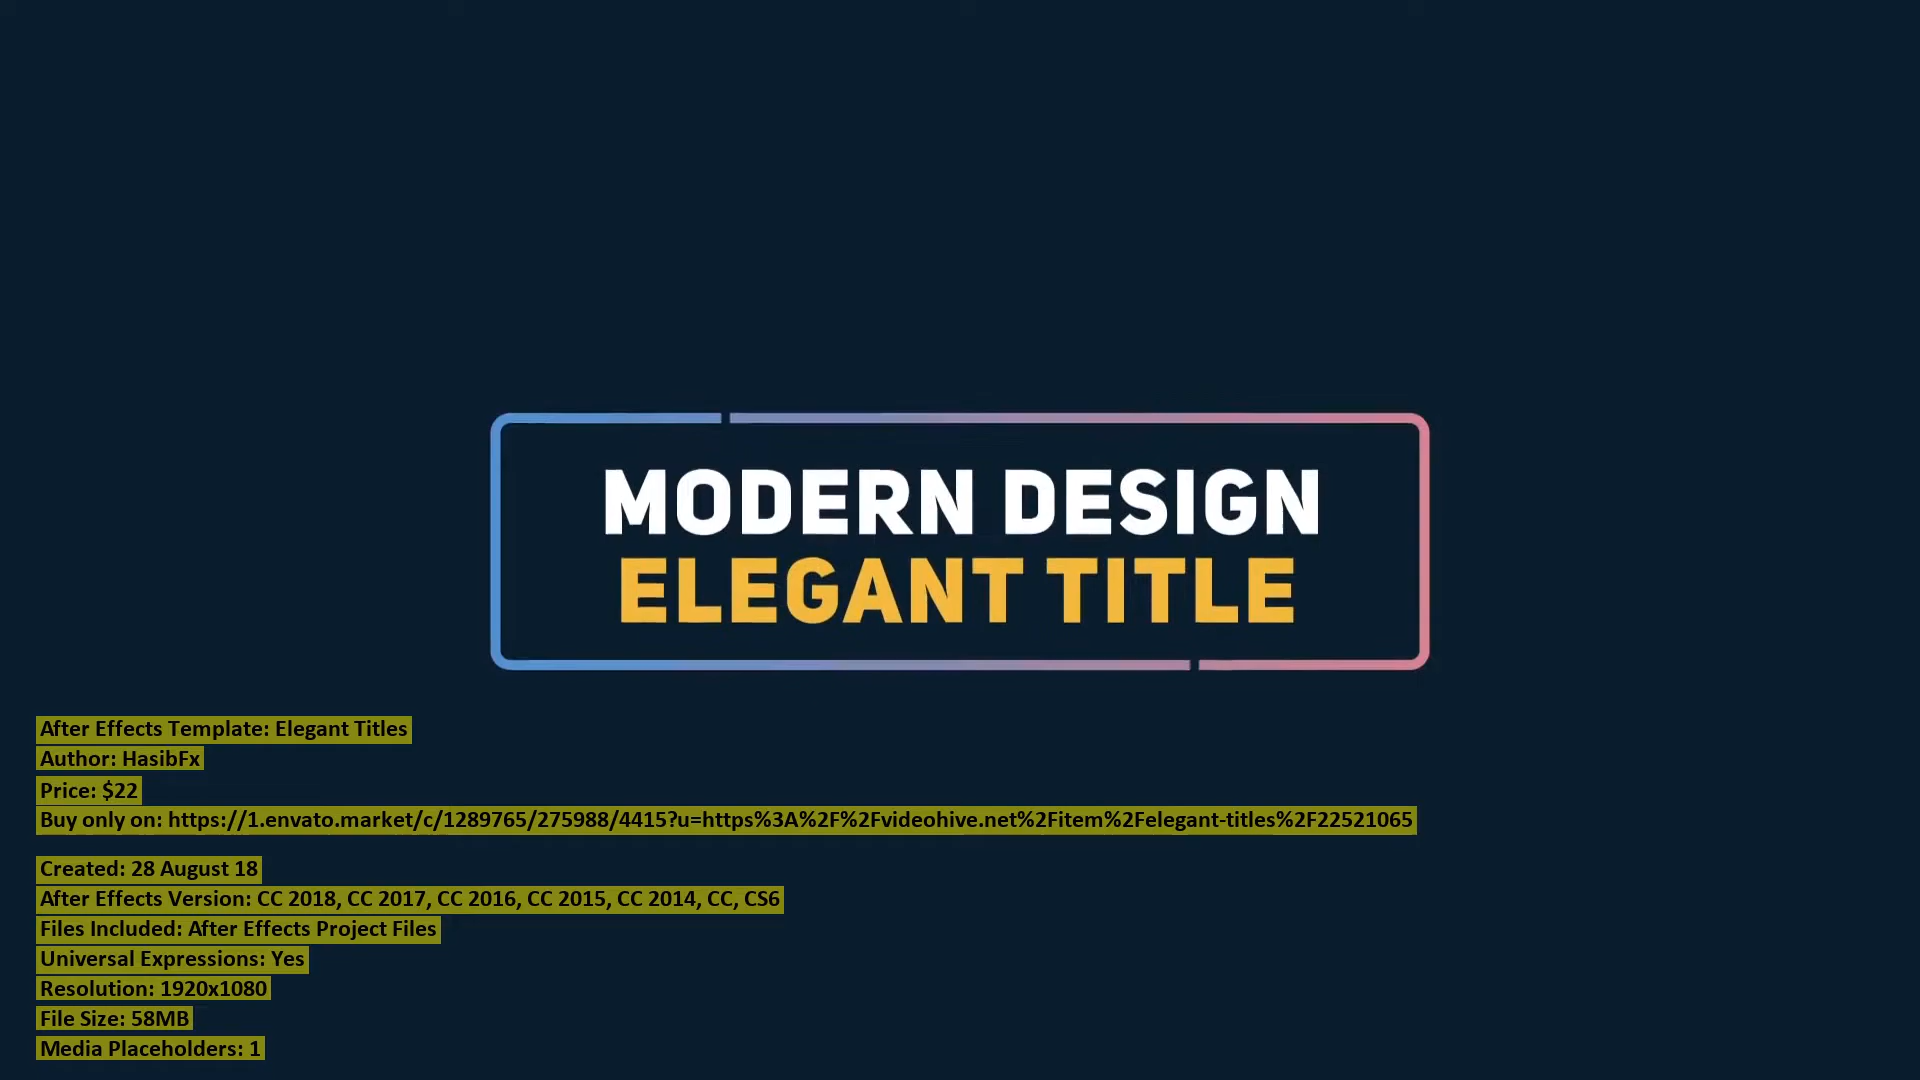 MODERN DESIGN
ELEGANT TITLE
After Effects Template: Elegant Titles
Author: HasibFx
Price: $22
Buy only on: https://1.envato.market/c/1289765/275988/4415?u=https%3A%2F%2Fvideohive.net%2Fitem%2Felegant-titles%2F22521065
Created: 28 August 18
After Effects Version: CC 2018, CC 2017, CC 2016, CC 2015, CC 2014, CC, CS6
Files Included: After Effects Project Files
Universal Expressions: Yes
Resolution: 1920x1080
File Size: 58MB
Media Placeholders: 1